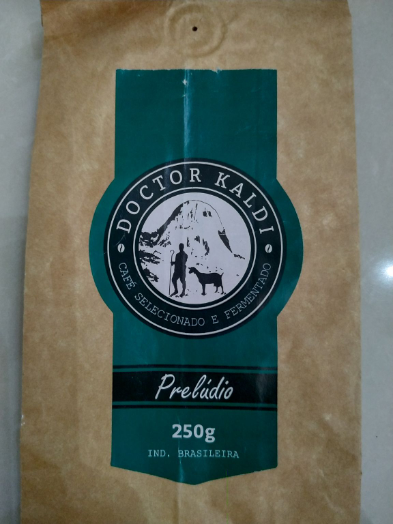 DOCTOR KALDI
CAFÉ SELECIONADO E FERMENTADO
Prelúdio
250g
IND. BRASILEIRA